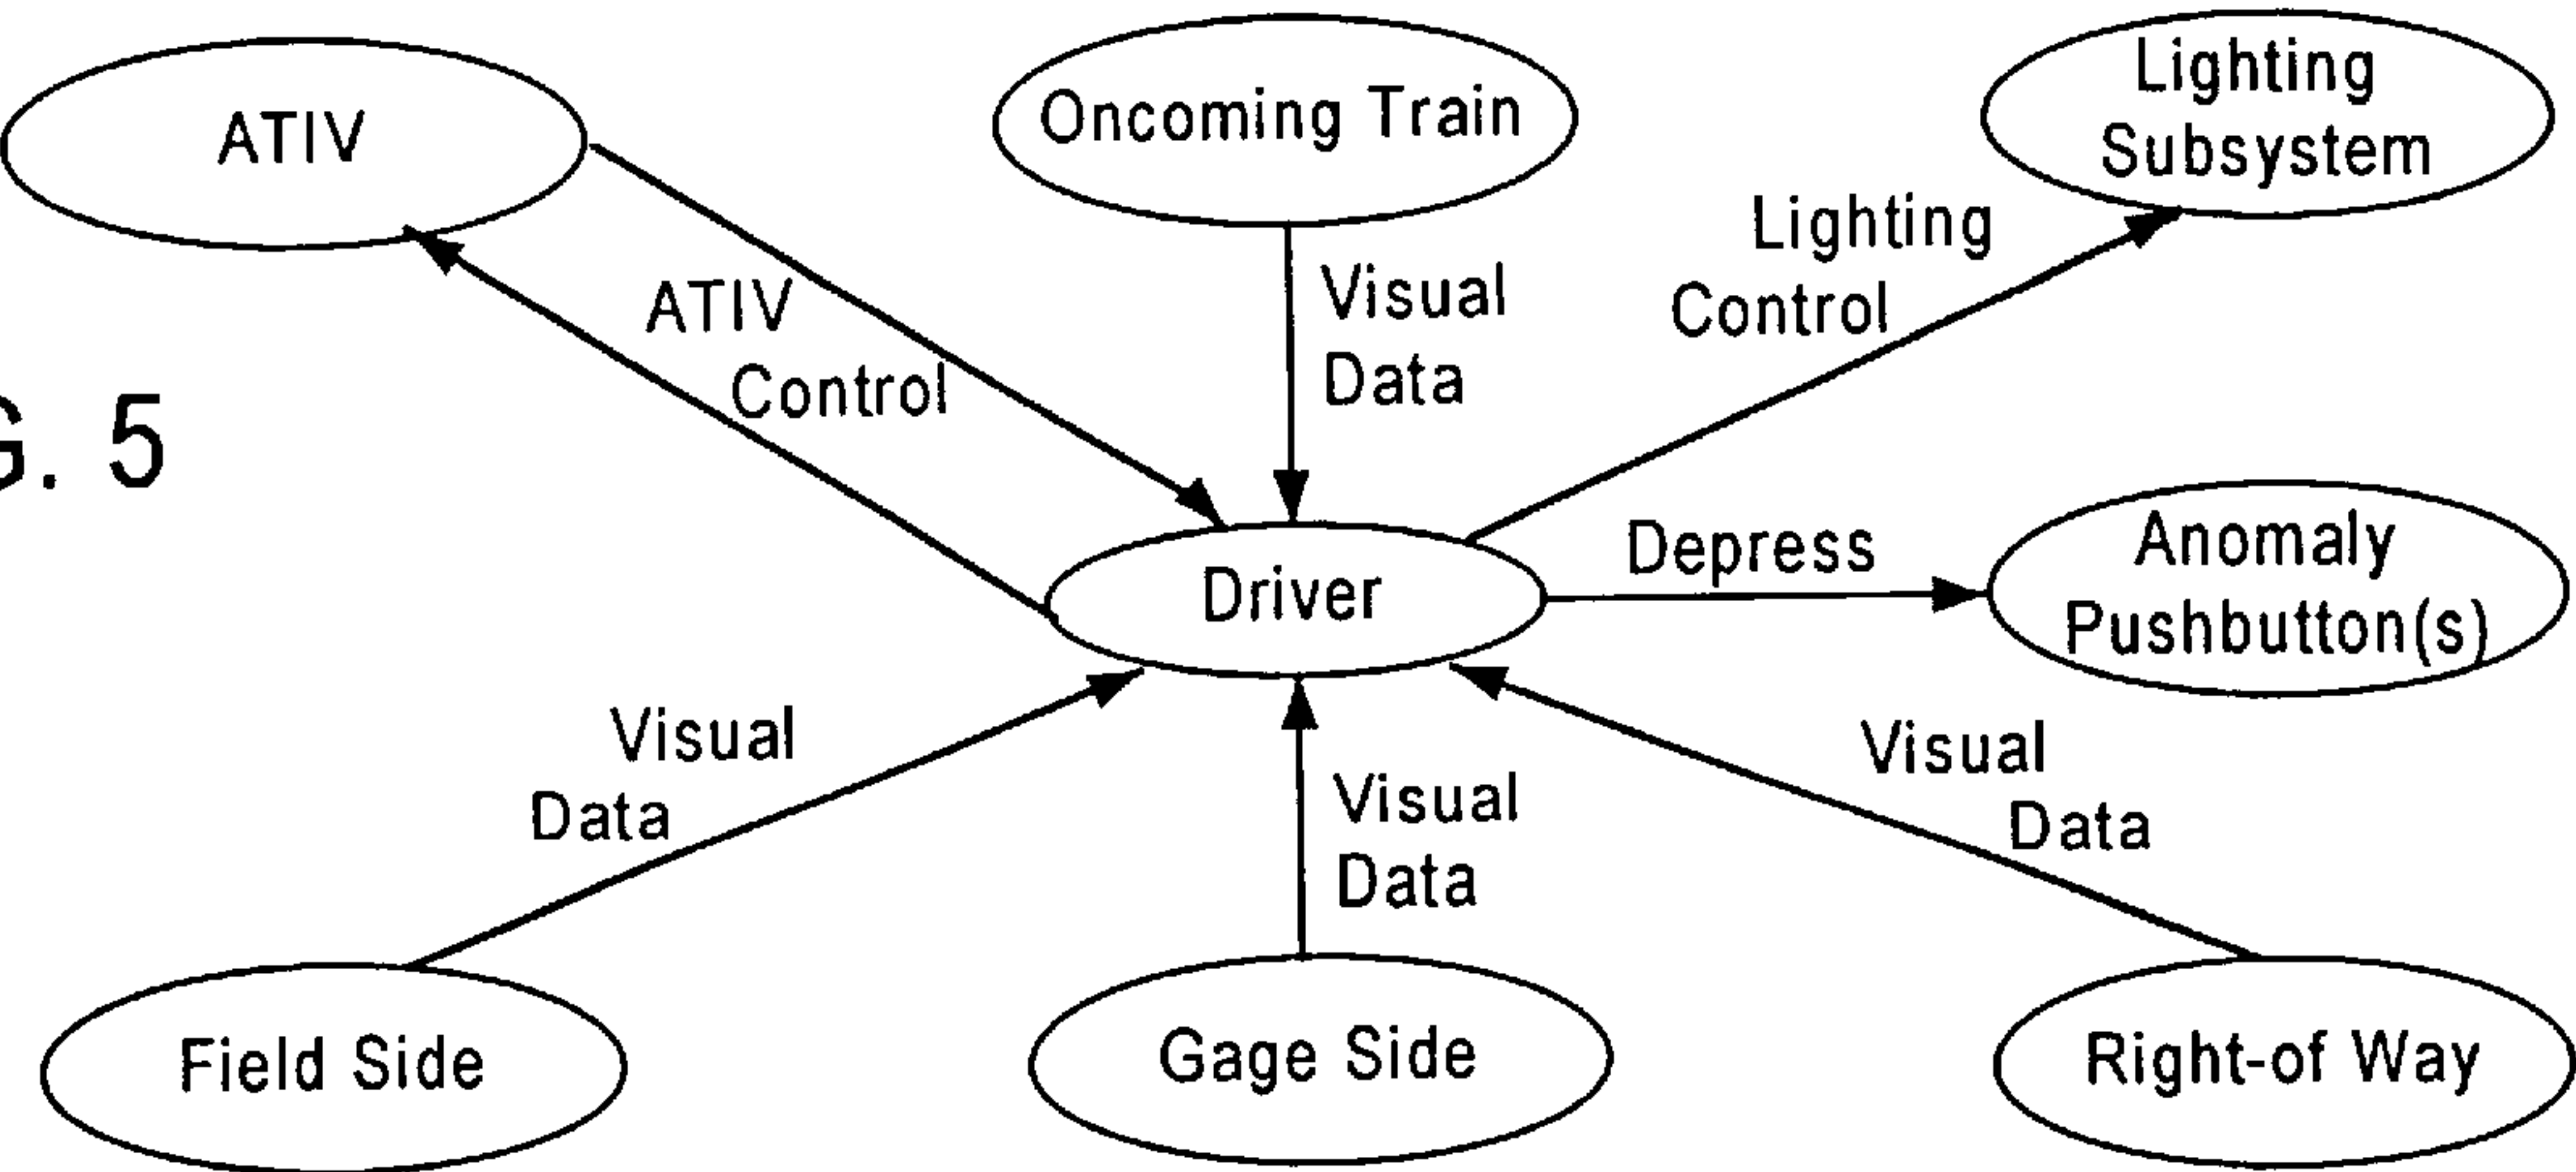 ATIV
Oncoming Train
Lighting
Subsystem
Lighting
Control
ATIV
Control
Visual
Data
G. 5
Driver
Depress
Anomaly
Pushbutton(s)
Visual
Data
Visual
Data
Visual
Data
Field Side
Gage Side
Right-of Way